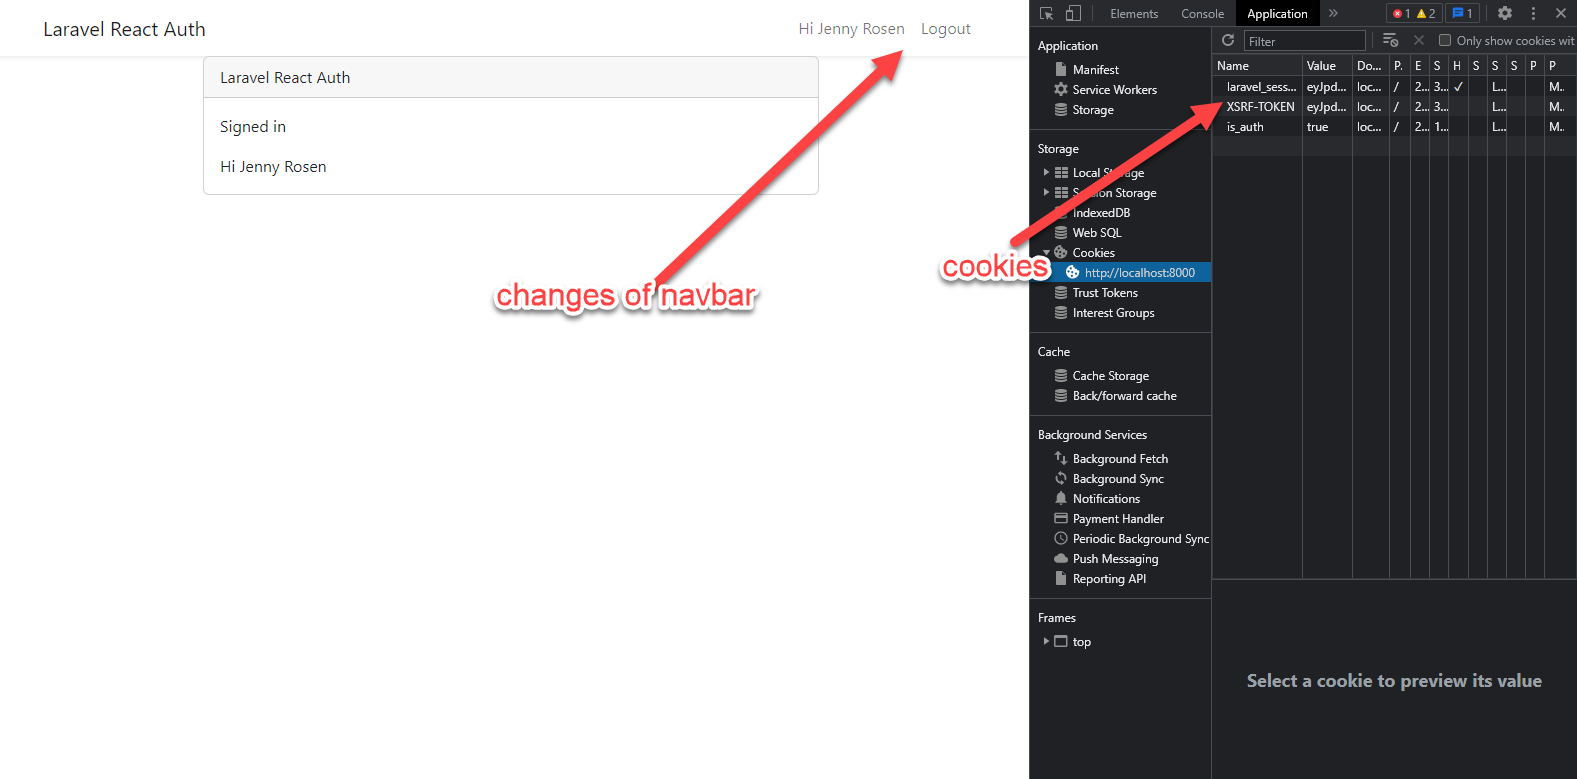 Laravel React Auth
Hi Jenny Rosen Logout
Laravel React Auth
Signed in
Hi Jenny Rosen
changes of navbar
cookies
Elements Console Application » 1 2 1
Application
Manifest
Service Workers
Storage
Storage
Local Storage
Session Storage
IndexedDB
Web SQL
Cookies
http://localhost:8000
Trust Tokens
Interest Groups
Cache
Cache Storage
Back/forward cache
Background Services
Background Fetch
Background Sync
Notifications
Payment Handler
Periodic Background Sync
Push Messaging
Reporting API
Frames
top
Filter Only show cookies wit
Name Value Do... P. E S H S S S P P
laravel_sess... eyJpd... loc... / 2... 3... ✓ L... M..
XSRF-TOKEN eyJpd... loc... / 2... 3... L... M..
is_auth true loc... / 2... 1... L... M..
Select a cookie to preview its value